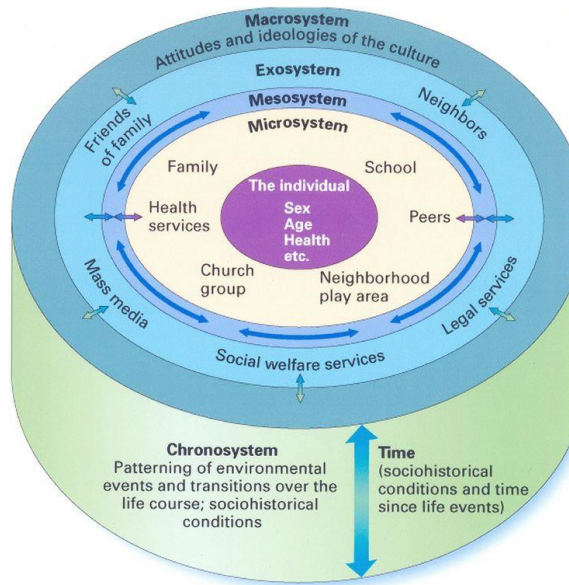 Macrosystem
Attitudes and ideologies of the culture
Exosystem
Mesosystem
Microsystem
Friends
of family
Neighbors
Family
School
The individual
Sex
Age
Health
etc.
Health
services
Peers
Church
group
Neighborhood
play area
Mass media
Legal services
Social welfare services
Chronosystem
Patterning of environmental
events and transitions over the
life course; sociohistorical
conditions
Time
(sociohistorical
conditions and time
since life events)